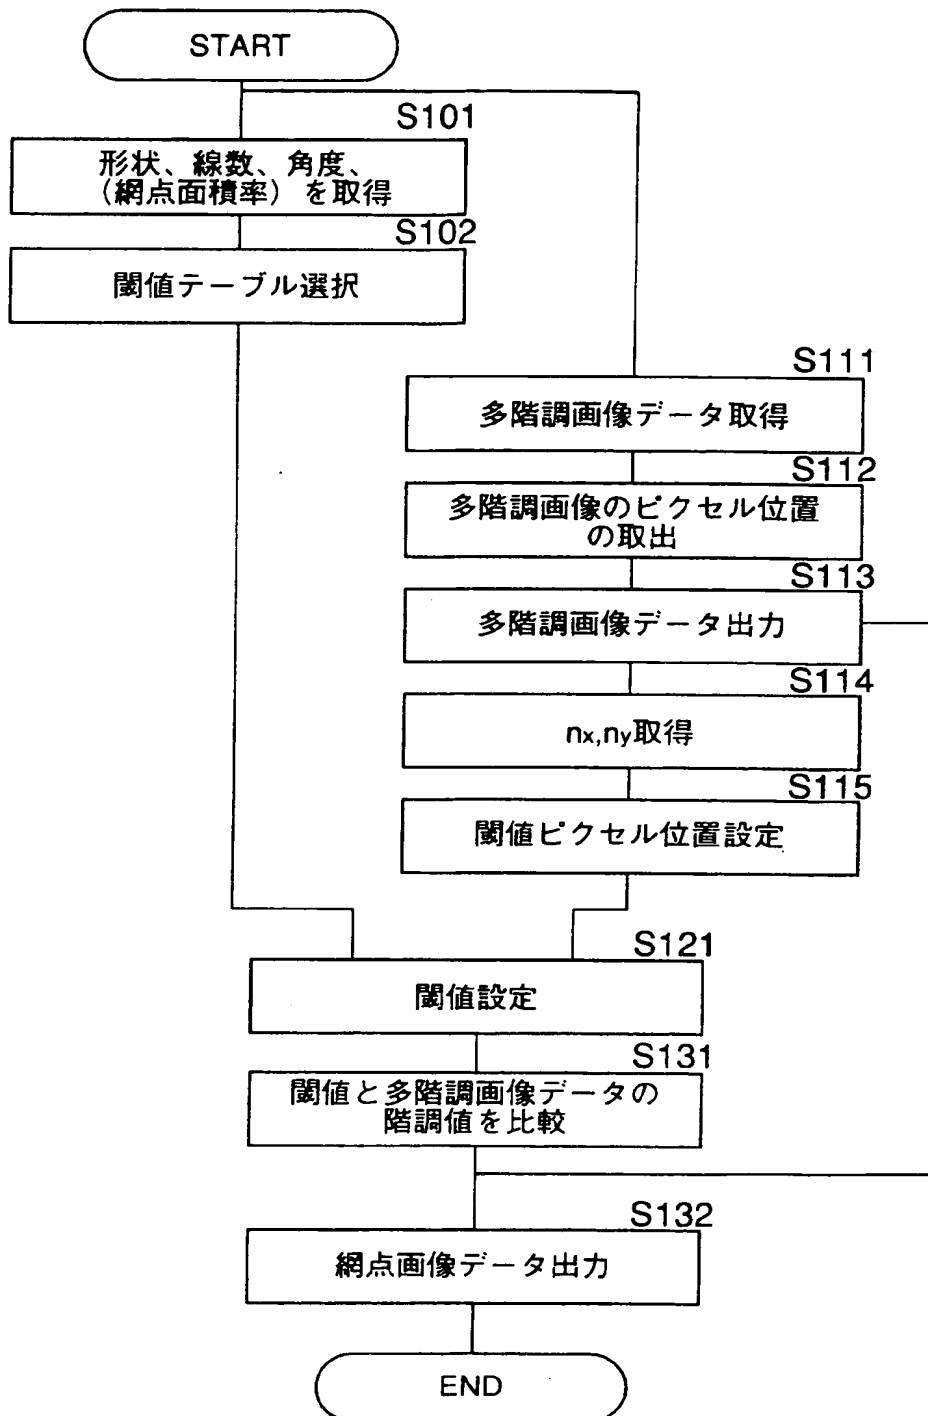 START
S101
形状、線数、角度、
（網点面積率）を取得
S102
閾値テーブル選択
S111
多階調画像データ取得
S112
多階調画像のピクセル位置
の取出
S113
多階調画像データ出力
S114
nx,ny取得
S115
閾値ピクセル位置設定
S121
閾値設定
S131
閾値と多階調画像データの
階調値を比較
S132
網点画像データ出力
END